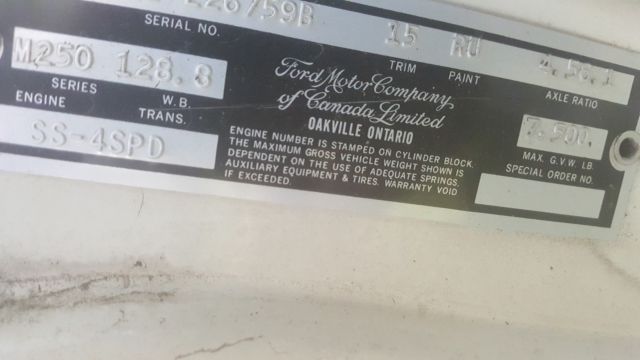 226759B 15 RU 4.56.1
SERIAL NO. TRIM PAINT AXLE RATIO
M250 128.8
SERIES W.B.
ENGINE TRANS.
SS-4SPD
Ford Motor Company
of Canada Limited
OAKVILLE ONTARIO
ENGINE NUMBER IS STAMPED ON CYLINDER BLOCK.
THE MAXIMUM GROSS VEHICLE WEIGHT SHOWN IS
DEPENDENT ON THE USE OF ADEQUATE SPRINGS,
AUXILIARY EQUIPMENT & TIRES. WARRANTY VOID
IF EXCEEDED.
7.500.
MAX. G.V.W. LB.
SPECIAL ORDER NO.